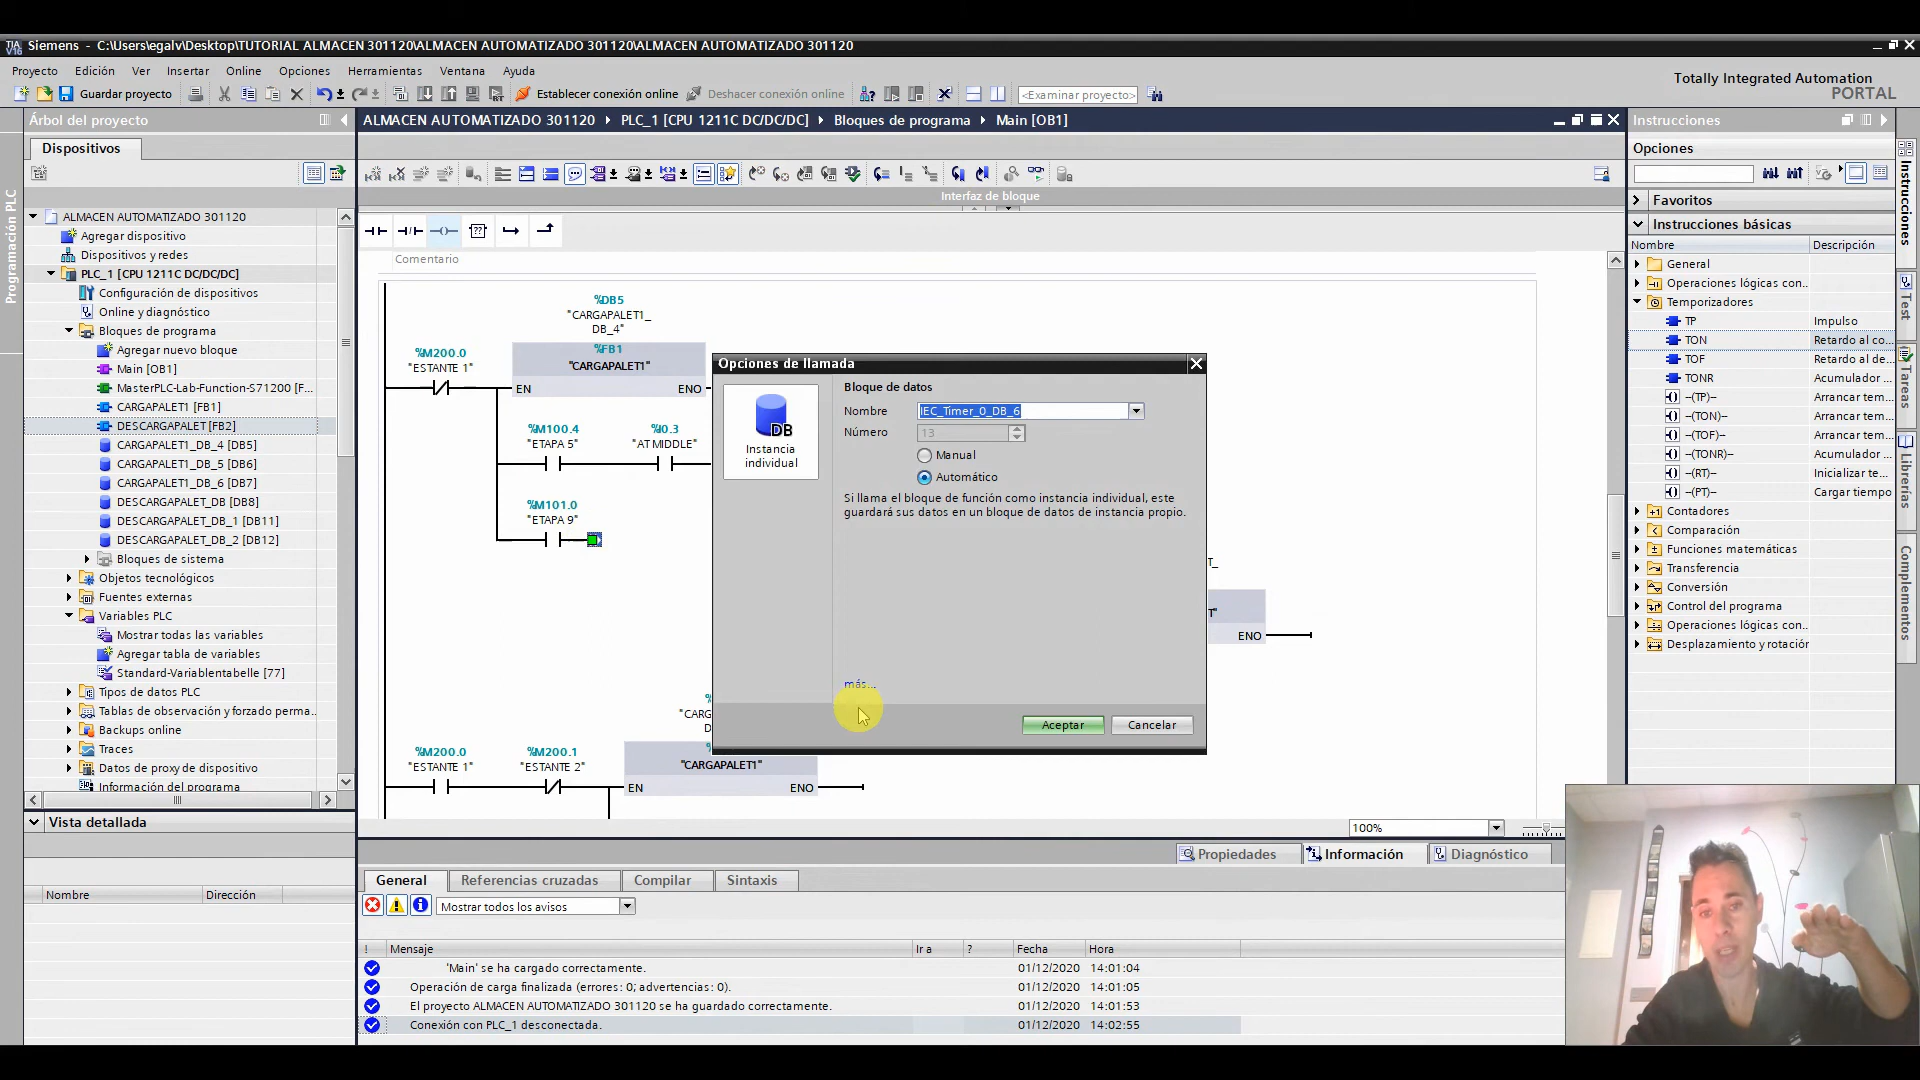 Siemens - C:\Users\egalv\Desktop\TUTORIAL ALMACEN 301120\ALMACEN AUTOMATIZADO 301120\ALMACEN AUTOMATIZADO 301120
Proyecto Edición Ver Insertar Online Opciones Herramientas Ventana Ayuda
Totally Integrated Automation
PORTAL
Guardar proyecto Establecer conexión online Deshacer conexión online <Examinar proyecto>
Árbol del proyecto
ALMACEN AUTOMATIZADO 301120 PLC_1 [CPU 1211C DC/DC/DC] Bloques de programa Main [OB1]
Instrucciones
Dispositivos
Opciones
Programación PLC
Interfaz de bloque
Favoritos
Instrucciones básicas
Nombre Descripción
ALMACEN AUTOMATIZADO 301120
Agregar dispositivo
Dispositivos y redes
PLC_1 [CPU 1211C DC/DC/DC]
Configuración de dispositivos
Online y diagnóstico
Bloques de programa
Agregar nuevo bloque
Main [OB1]
MasterPLC-Lab-Function-S71200 [F...
CARGAPALET1 [FB1]
DESCARGAPALET [FB2]
CARGAPALET1_DB_4 [DB5]
CARGAPALET1_DB_5 [DB6]
CARGAPALET1_DB_6 [DB7]
DESCARGAPALET_DB [DB8]
DESCARGAPALET_DB_1 [DB11]
DESCARGAPALET_DB_2 [DB12]
Bloques de sistema
Objetos tecnológicos
Fuentes externas
Variables PLC
Mostrar todas las variables
Agregar tabla de variables
Standard-Variablentabelle [77]
Tipos de datos PLC
Tablas de observación y forzado perma...
Backups online
Traces
Datos de proxy de dispositivo
Información del programa
Vista detallada
Nombre Dirección
Comentario
%DB5
"CARGAPALET1_
DB_4"
%FB1
"CARGAPALET1"
%M200.0
"ESTANTE 1"
EN ENO
%M100.4
"ETAPA 5"
%I0.3
"AT MIDDLE"
%M101.0
"ETAPA 9"
T_
T"
ENO
"CARG
D
%M200.0
"ESTANTE 1"
%M200.1
"ESTANTE 2"
"CARGAPALET1"
EN ENO
100%
Opciones de llamada
DB
Instancia
individual
Bloque de datos
Nombre IEC_Timer_0_DB_6
Número 13
Manual
Automático
Si llama el bloque de función como instancia individual, este
guardará sus datos en un bloque de datos de instancia propio.
más...
Aceptar Cancelar
General
Operaciones lógicas con...
Temporizadores
TP Impulso
TON Retardo al co...
TOF Retardo al de...
TONR Acumulador ...
–(TP)– Arrancar tem...
–(TON)– Arrancar tem...
–(TOF)– Arrancar tem...
–(TONR)– Acumulador ...
–(RT)– Inicializar te...
–(PT)– Cargar tiempo
Contadores
Comparación
Funciones matemáticas
Transferencia
Conversión
Control del programa
Operaciones lógicas con...
Desplazamiento y rotación
Instrucciones
Test
Tareas
Librerías
Complementos
Propiedades Información Diagnóstico
General Referencias cruzadas Compilar Sintaxis
Mostrar todos los avisos
! Mensaje Ir a ? Fecha Hora
'Main' se ha cargado correctamente. 01/12/2020 14:01:04
Operación de carga finalizada (errores: 0; advertencias: 0). 01/12/2020 14:01:05
El proyecto ALMACEN AUTOMATIZADO 301120 se ha guardado correctamente. 01/12/2020 14:01:53
Conexión con PLC_1 desconectada. 01/12/2020 14:02:55